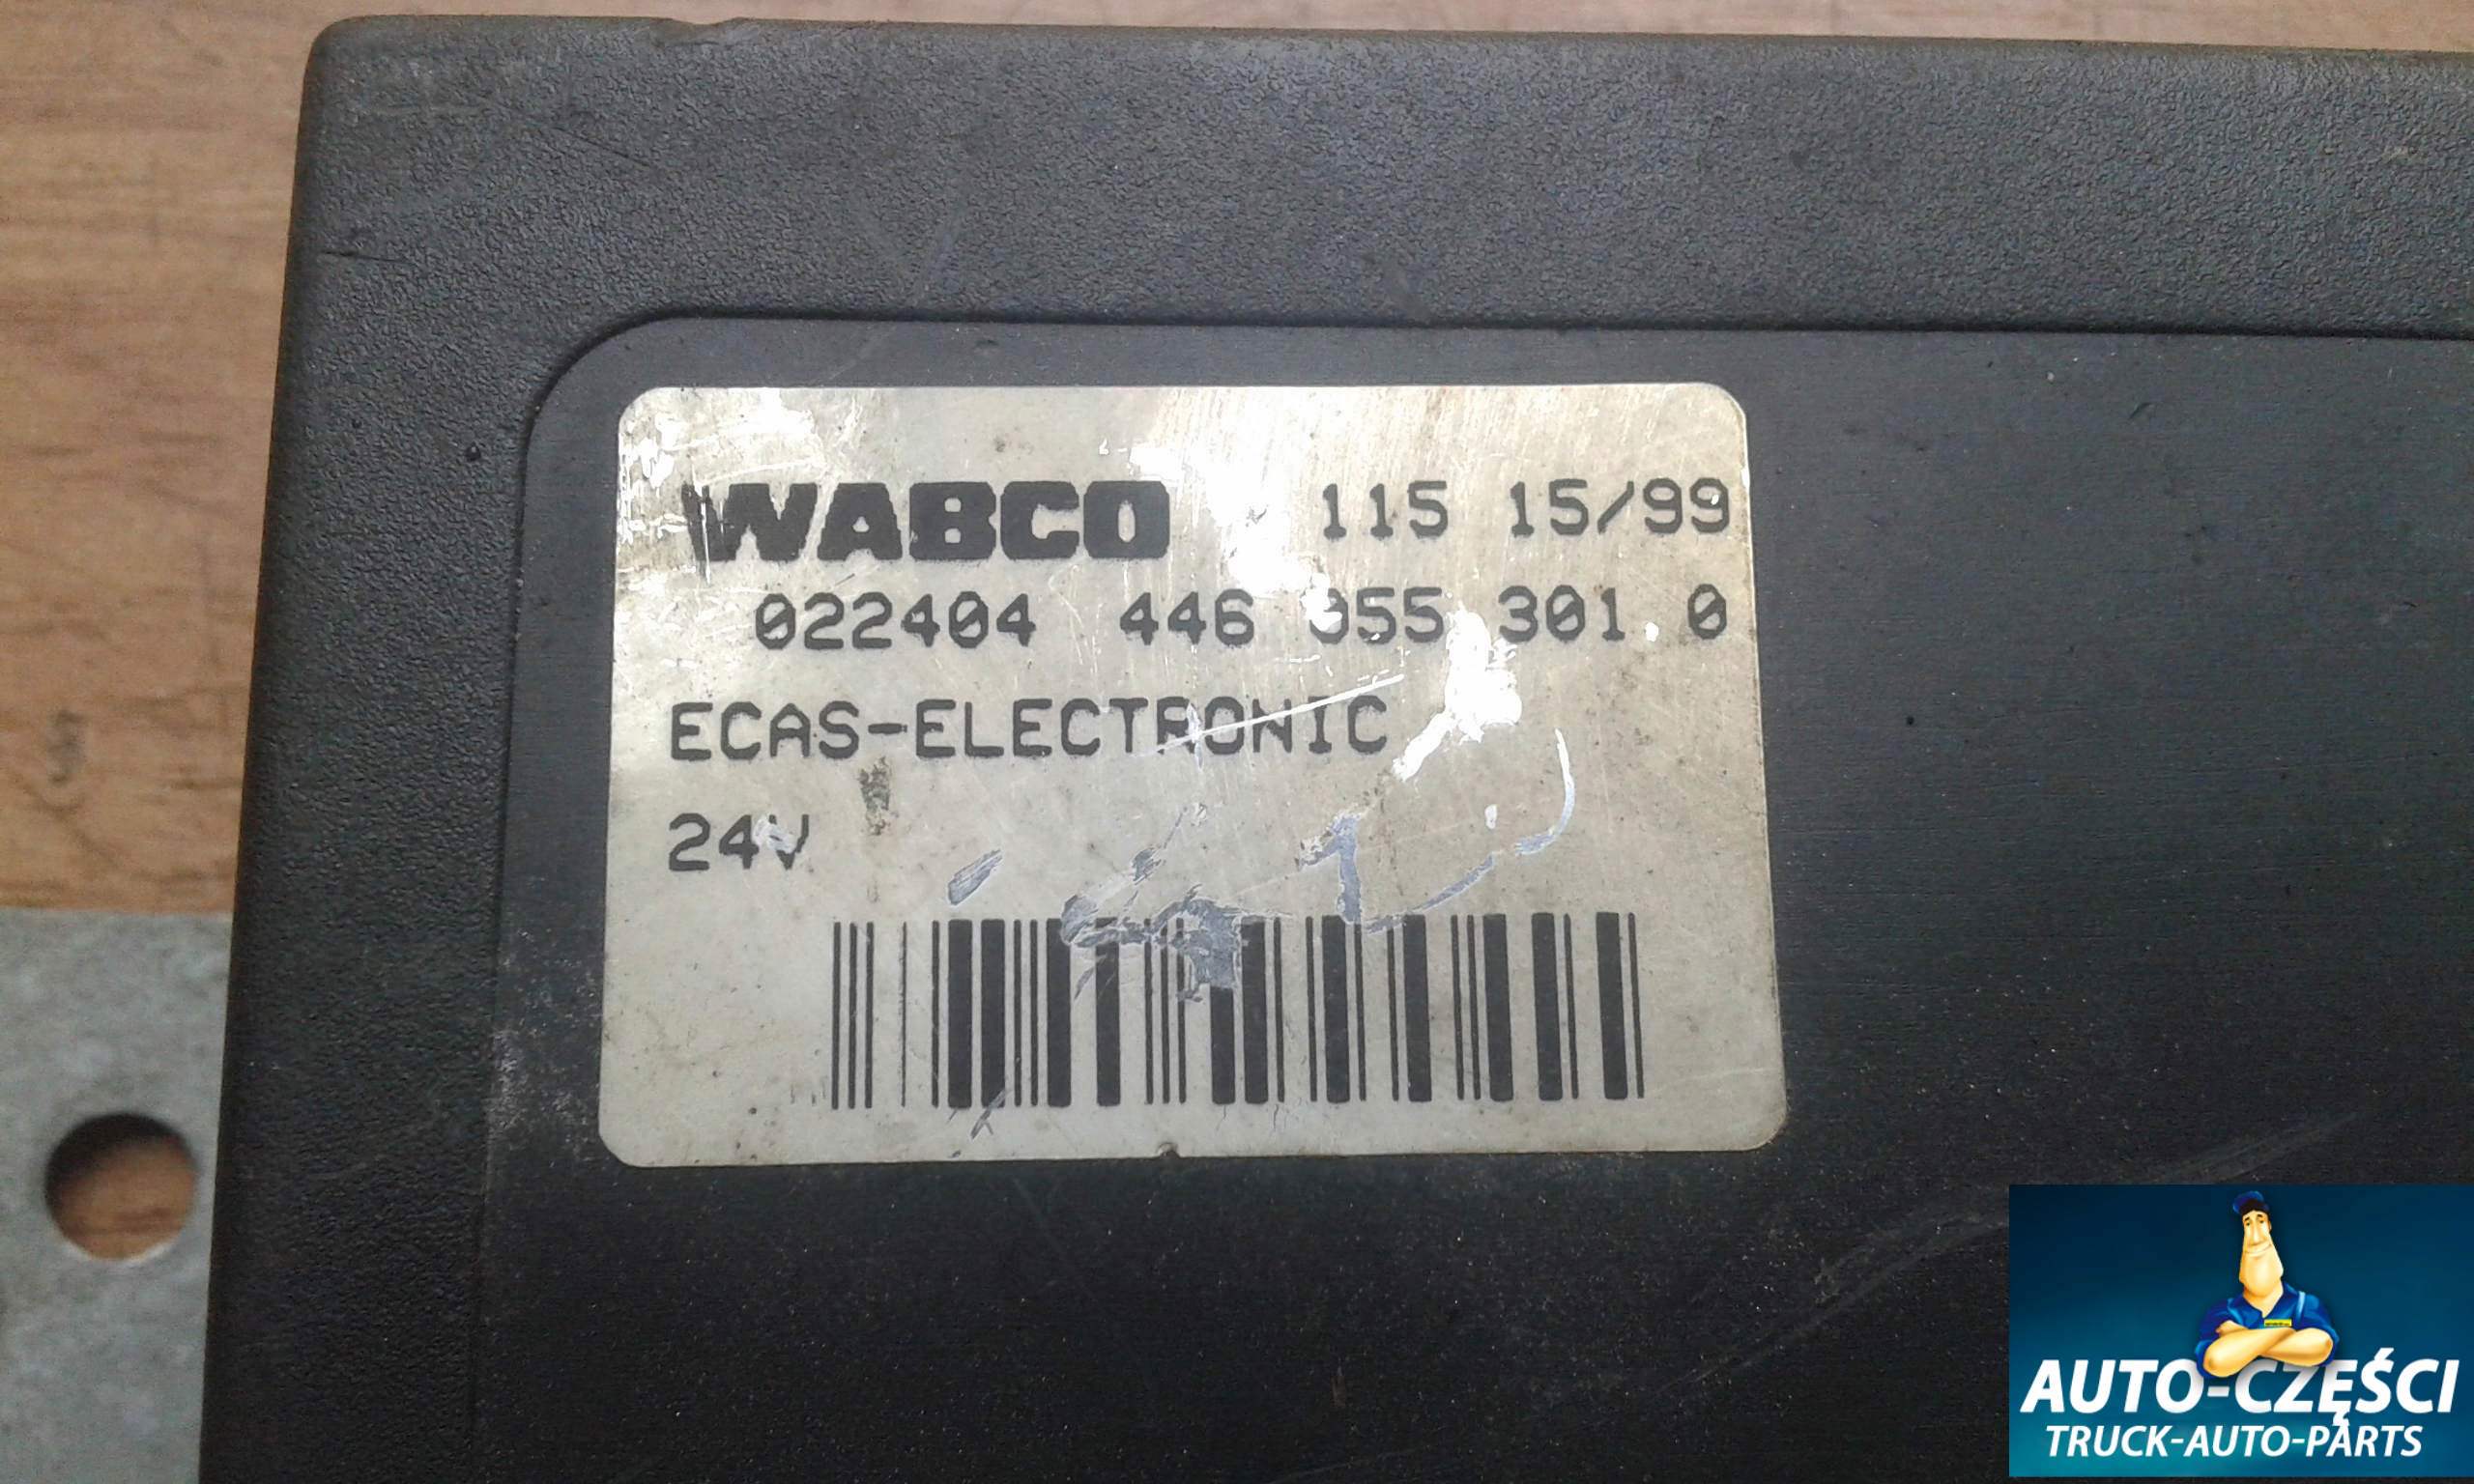 WABCO 115 15/99
022404 446 055 301 0
ECAS-ELECTRONIC
24V
AUTO-CZĘŚCI
TRUCK-AUTO-PARTS